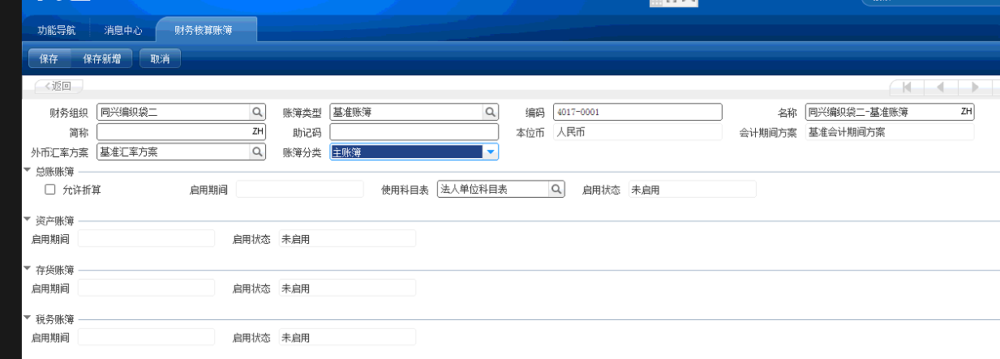 功能导航 消息中心 财务核算账簿
保存 保存新增 取消
返回
财务组织 同兴编织袋二 账簿类型 基准账簿 编码 4017-0001 名称 同兴编织袋二-基准账簿 ZH
简称 ZH 助记码 本位币 人民币 会计期间方案 基准会计期间方案
外币汇率方案 基准汇率方案 账簿分类 主账簿
总账账簿
允许折算 启用期间 使用科目表 法人单位科目表 启用状态 未启用
资产账簿
启用期间 启用状态 未启用
存货账簿
启用期间 启用状态 未启用
税务账簿
启用期间 启用状态 未启用